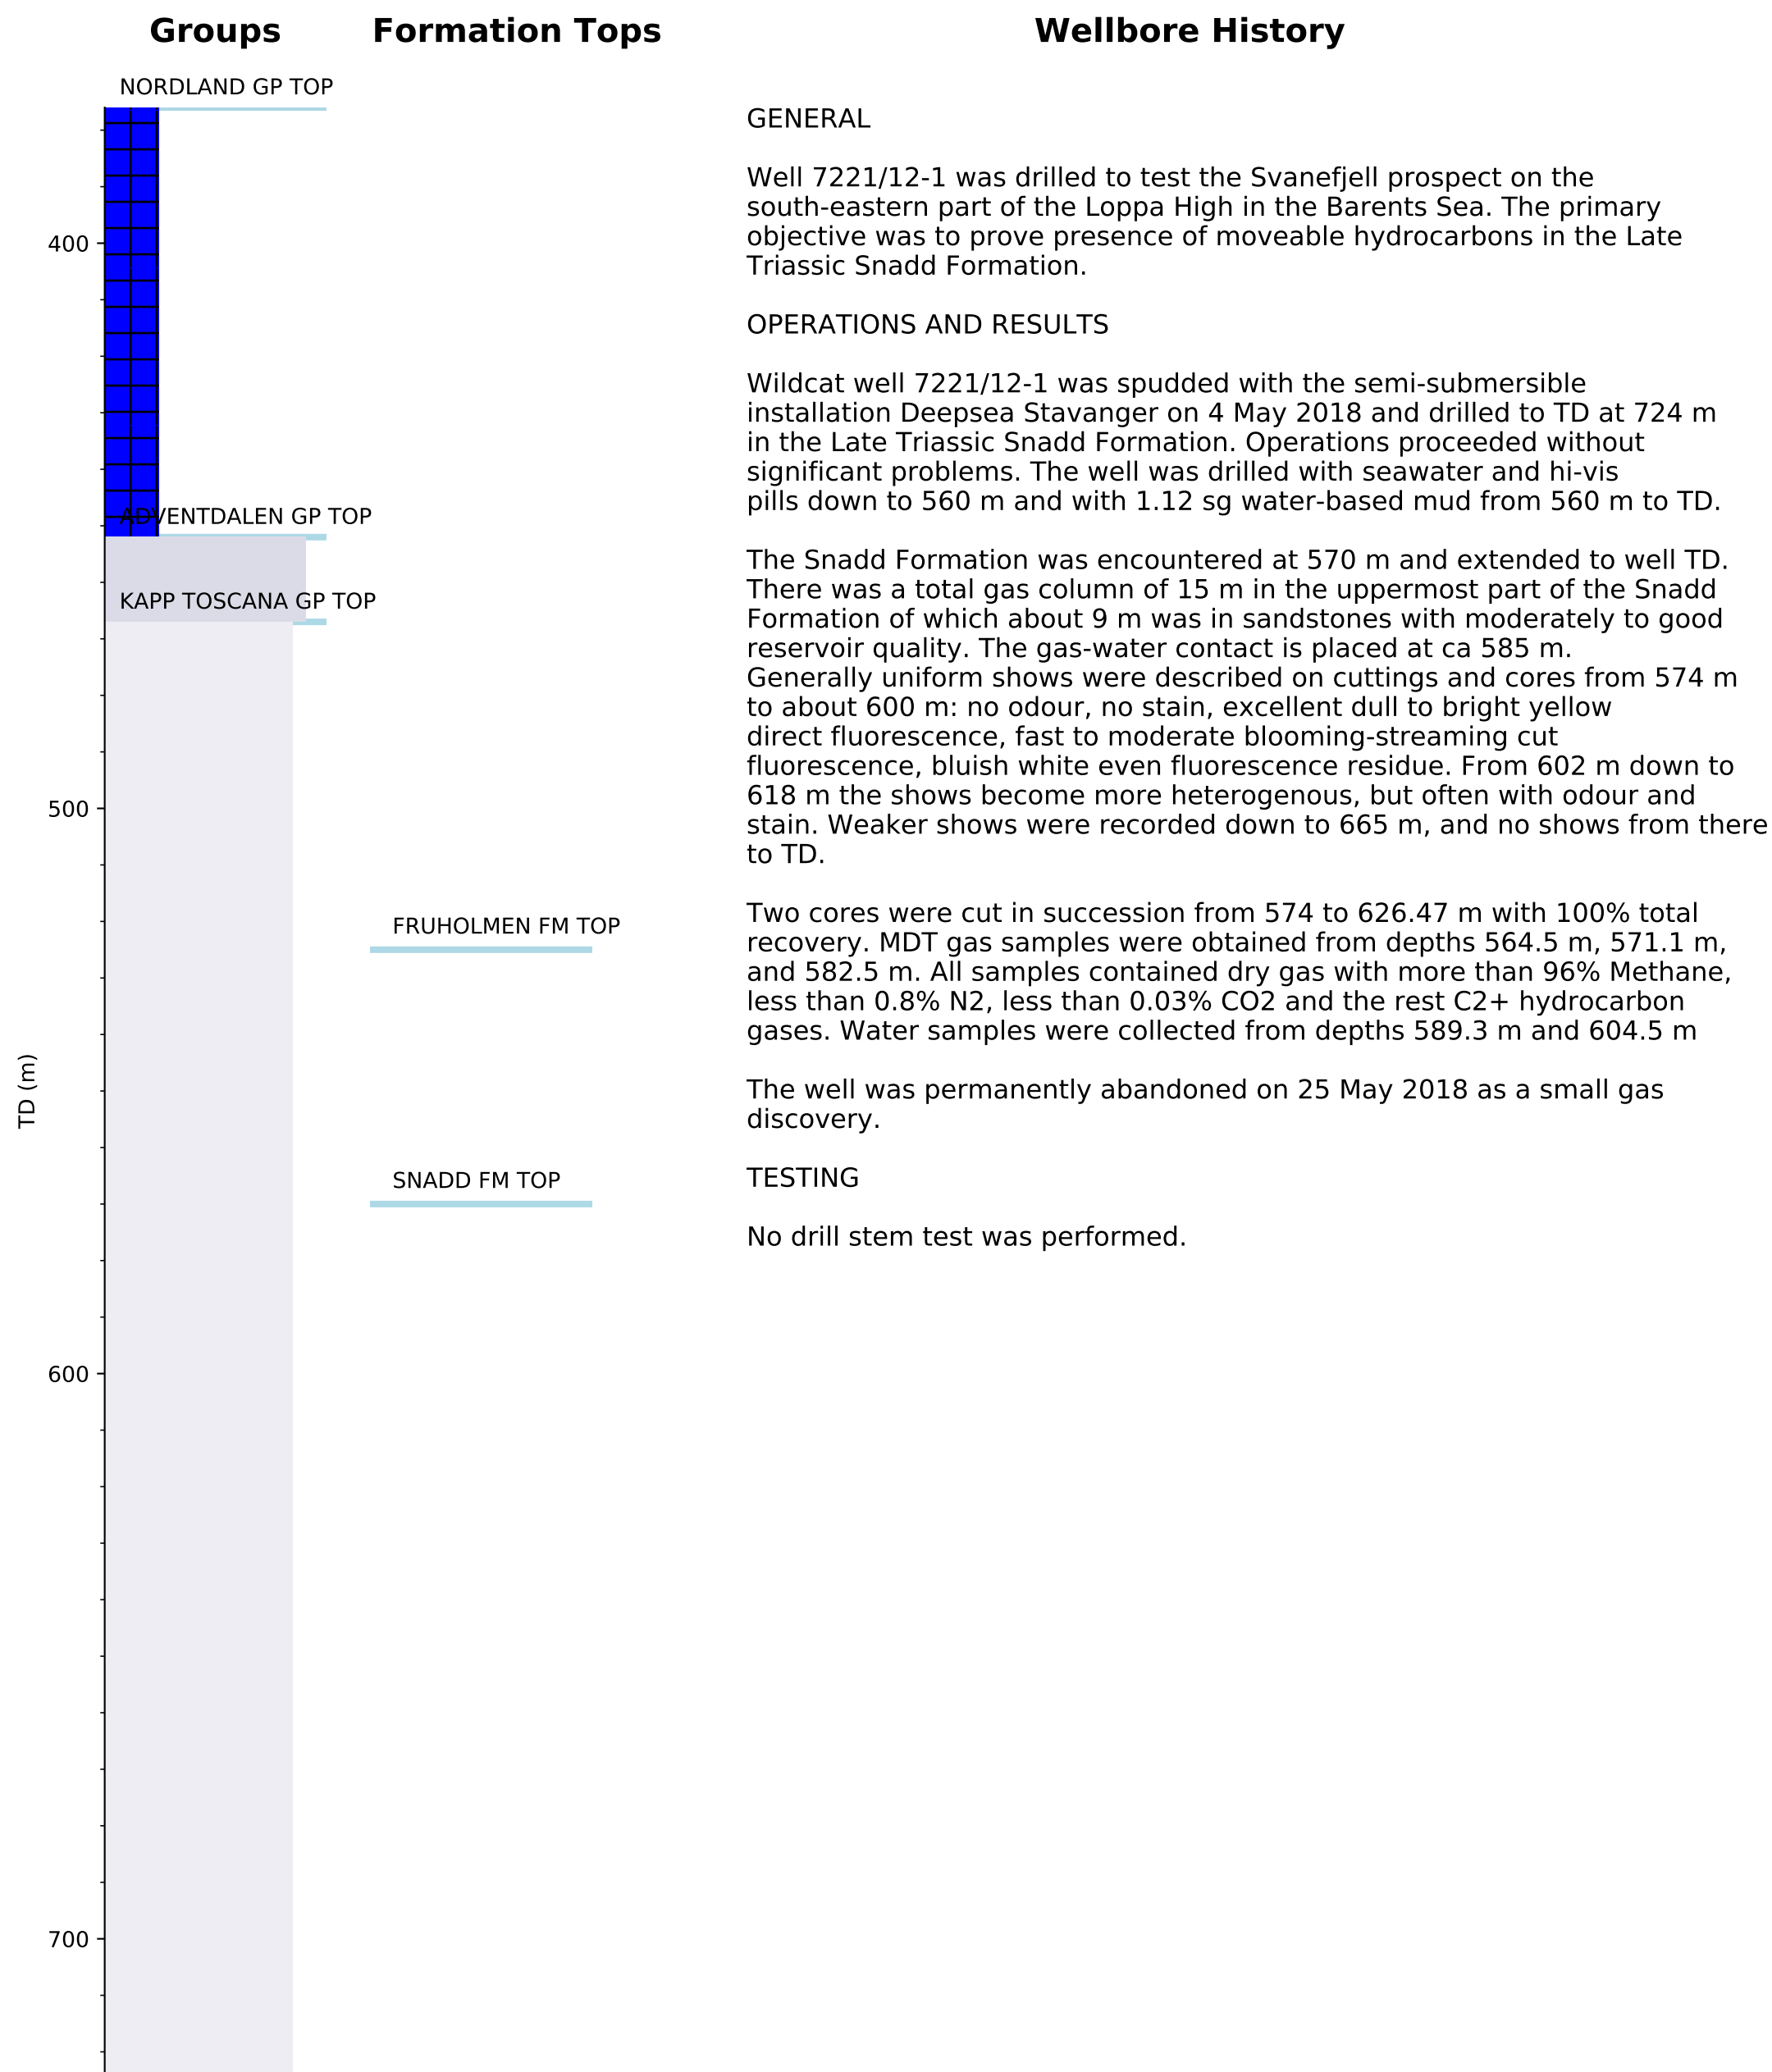 Groups
Formation Tops
Wellbore History
NORDLAND GP TOP
ADVENTDALEN GP TOP
KAPP TOSCANA GP TOP
400
500
600
700
TD (m)
FRUHOLMEN FM TOP
SNADD FM TOP
GENERAL
Well 7221/12-1 was drilled to test the Svanefjell prospect on the
south-eastern part of the Loppa High in the Barents Sea. The primary
objective was to prove presence of moveable hydrocarbons in the Late
Triassic Snadd Formation.
OPERATIONS AND RESULTS
Wildcat well 7221/12-1 was spudded with the semi-submersible
installation Deepsea Stavanger on 4 May 2018 and drilled to TD at 724 m
in the Late Triassic Snadd Formation. Operations proceeded without
significant problems. The well was drilled with seawater and hi-vis
pills down to 560 m and with 1.12 sg water-based mud from 560 m to TD.
The Snadd Formation was encountered at 570 m and extended to well TD.
There was a total gas column of 15 m in the uppermost part of the Snadd
Formation of which about 9 m was in sandstones with moderately to good
reservoir quality. The gas-water contact is placed at ca 585 m.
Generally uniform shows were described on cuttings and cores from 574 m
to about 600 m: no odour, no stain, excellent dull to bright yellow
direct fluorescence, fast to moderate blooming-streaming cut
fluorescence, bluish white even fluorescence residue. From 602 m down to
618 m the shows become more heterogenous, but often with odour and
stain. Weaker shows were recorded down to 665 m, and no shows from there
to TD.
Two cores were cut in succession from 574 to 626.47 m with 100% total
recovery. MDT gas samples were obtained from depths 564.5 m, 571.1 m,
and 582.5 m. All samples contained dry gas with more than 96% Methane,
less than 0.8% N2, less than 0.03% CO2 and the rest C2+ hydrocarbon
gases. Water samples were collected from depths 589.3 m and 604.5 m
The well was permanently abandoned on 25 May 2018 as a small gas
discovery.
TESTING
No drill stem test was performed.